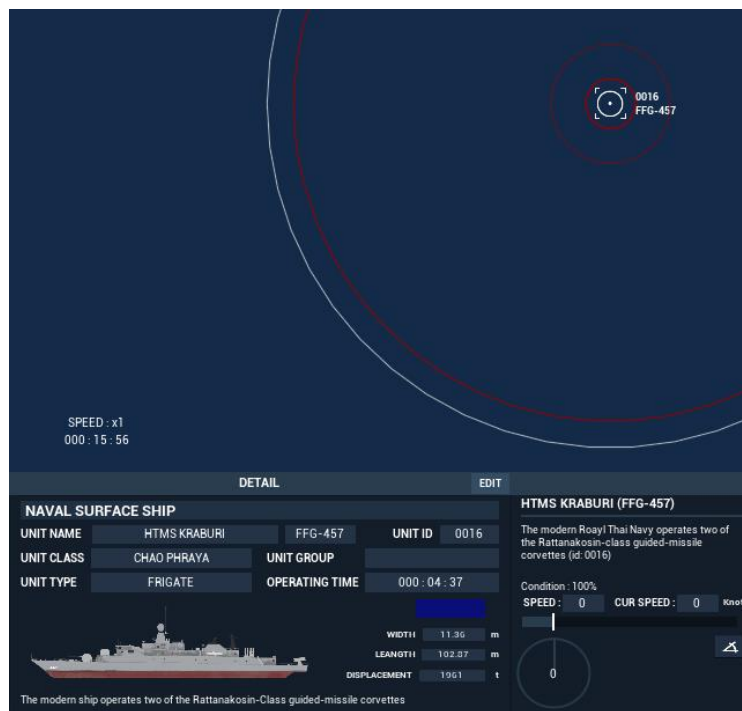 0016
FFG-457
SPEED : x1
000 : 15 : 56
DETAIL
EDIT
NAVAL SURFACE SHIP
UNIT NAME HTMS KRABURI FFG-457 UNIT ID 0016
UNIT CLASS CHAO PHRAYA UNIT GROUP
UNIT TYPE FRIGATE OPERATING TIME 000 : 04 : 37
WIDTH 11.36 m
LEANGTH 102.87 m
DISPLACEMENT 1961 t
The modern ship operates two of the Rattanakosin-Class guided-missile corvettes
HTMS KRABURI (FFG-457)
The modern Roayl Thai Navy operates two of
the Rattanakosin-class guided-missile
corvettes (id: 0016)
Condition : 100%
SPEED : 0 CUR SPEED : 0 Knot
0